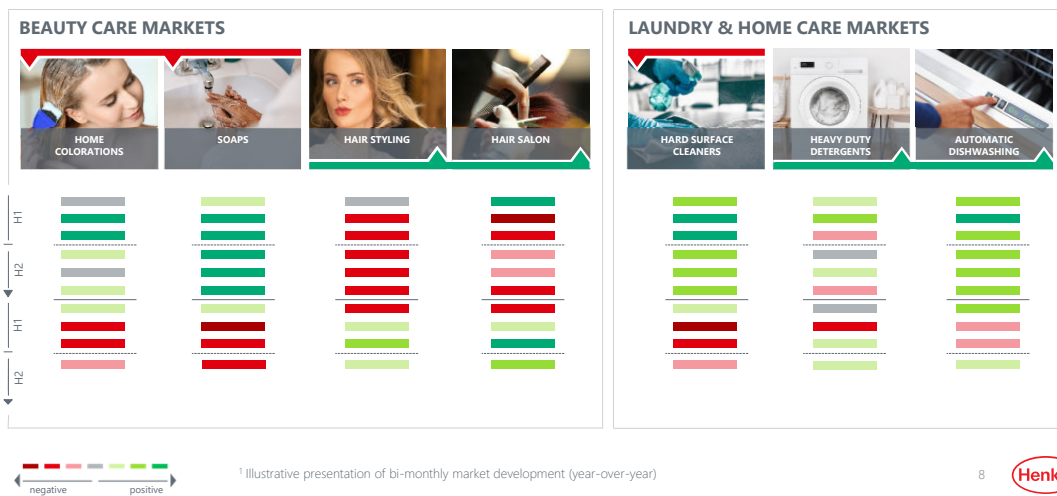 BEAUTY CARE MARKETS
LAUNDRY & HOME CARE MARKETS
HOME
COLORATIONS
SOAPS
HAIR STYLING
HAIR SALON
HARD SURFACE
CLEANERS
HEAVY DUTY
DETERGENTS
AUTOMATIC
DISHWASHING
H1
H2
H1
H2
negative
positive
1 Illustrative presentation of bi-monthly market development (year-over-year)
8
Henk